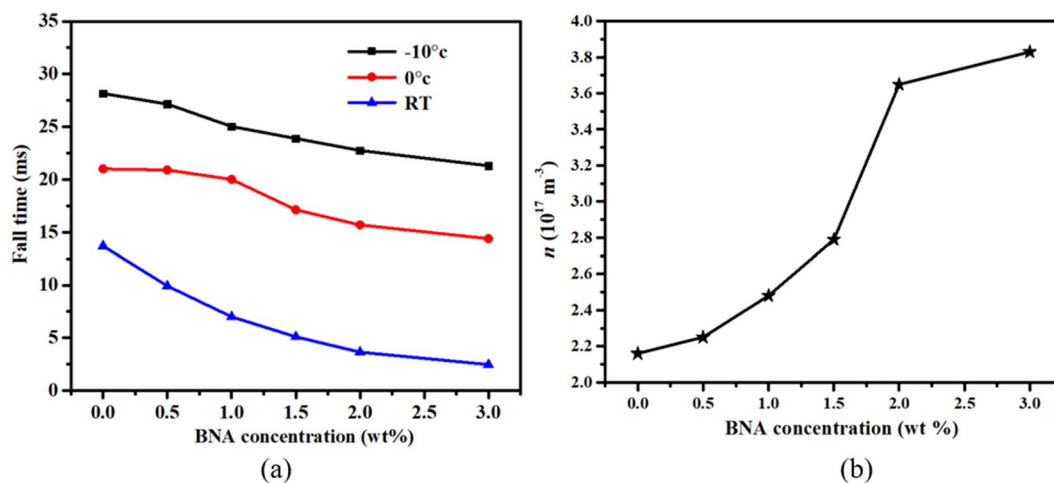 35
30
25
20
15
10
5
0
Fall time (ms)
-10°c
0°c
RT
0.0 0.5 1.0 1.5 2.0 2.5 3.0
BNA concentration (wt%)
(a)
4.0
3.8
3.6
3.4
3.2
3.0
2.8
2.6
2.4
2.2
2.0
n (10¹⁷ m⁻³)
0.0 0.5 1.0 1.5 2.0 2.5 3.0
BNA concentration (wt %)
(b)